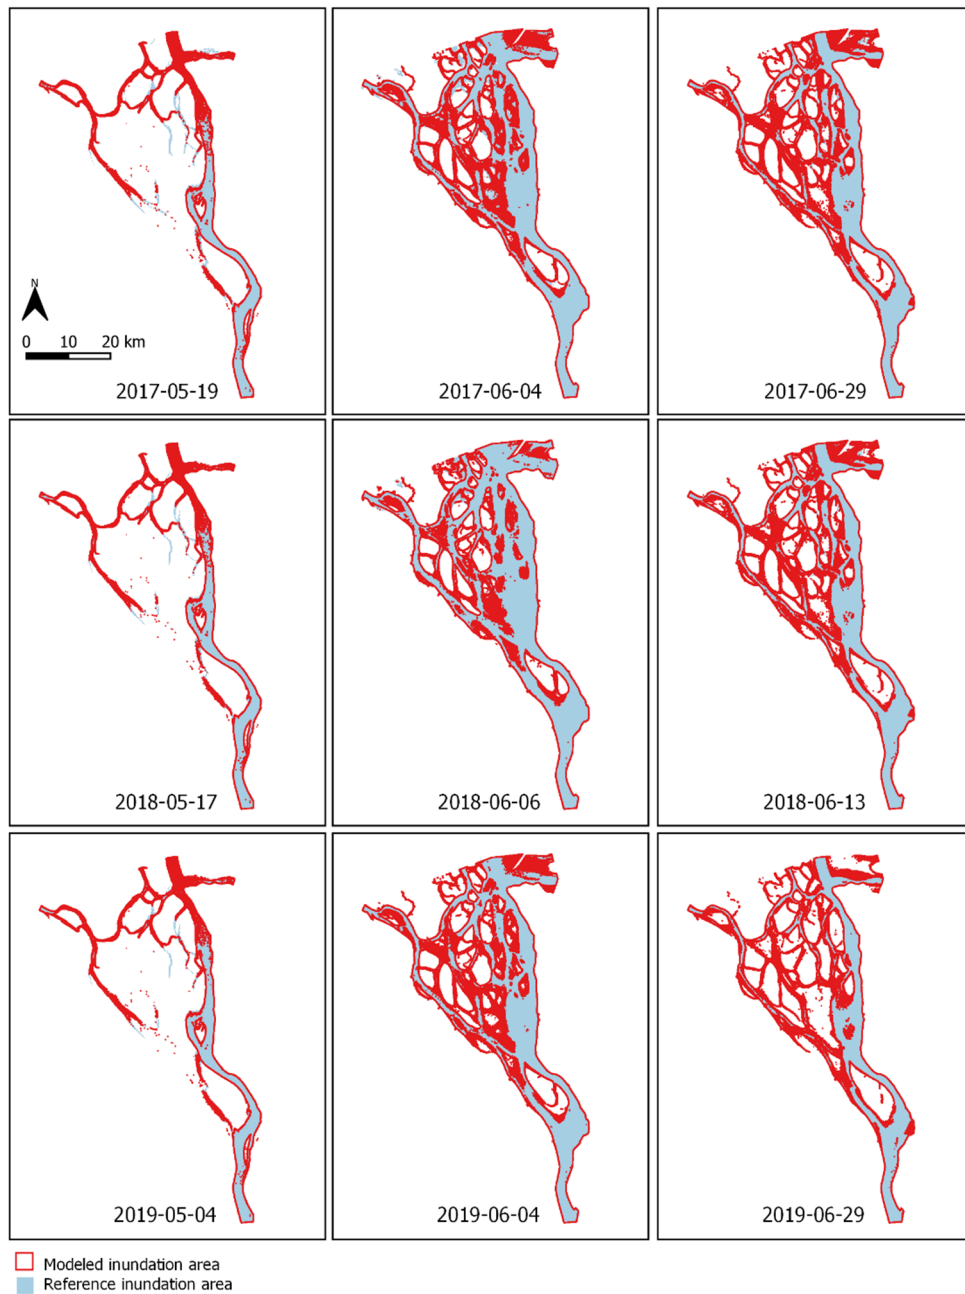 N
0 10 20 km
2017-05-19
2017-06-04
2017-06-29
2018-05-17
2018-06-06
2018-06-13
2019-05-04
2019-06-04
2019-06-29
Modeled inundation area
Reference inundation area